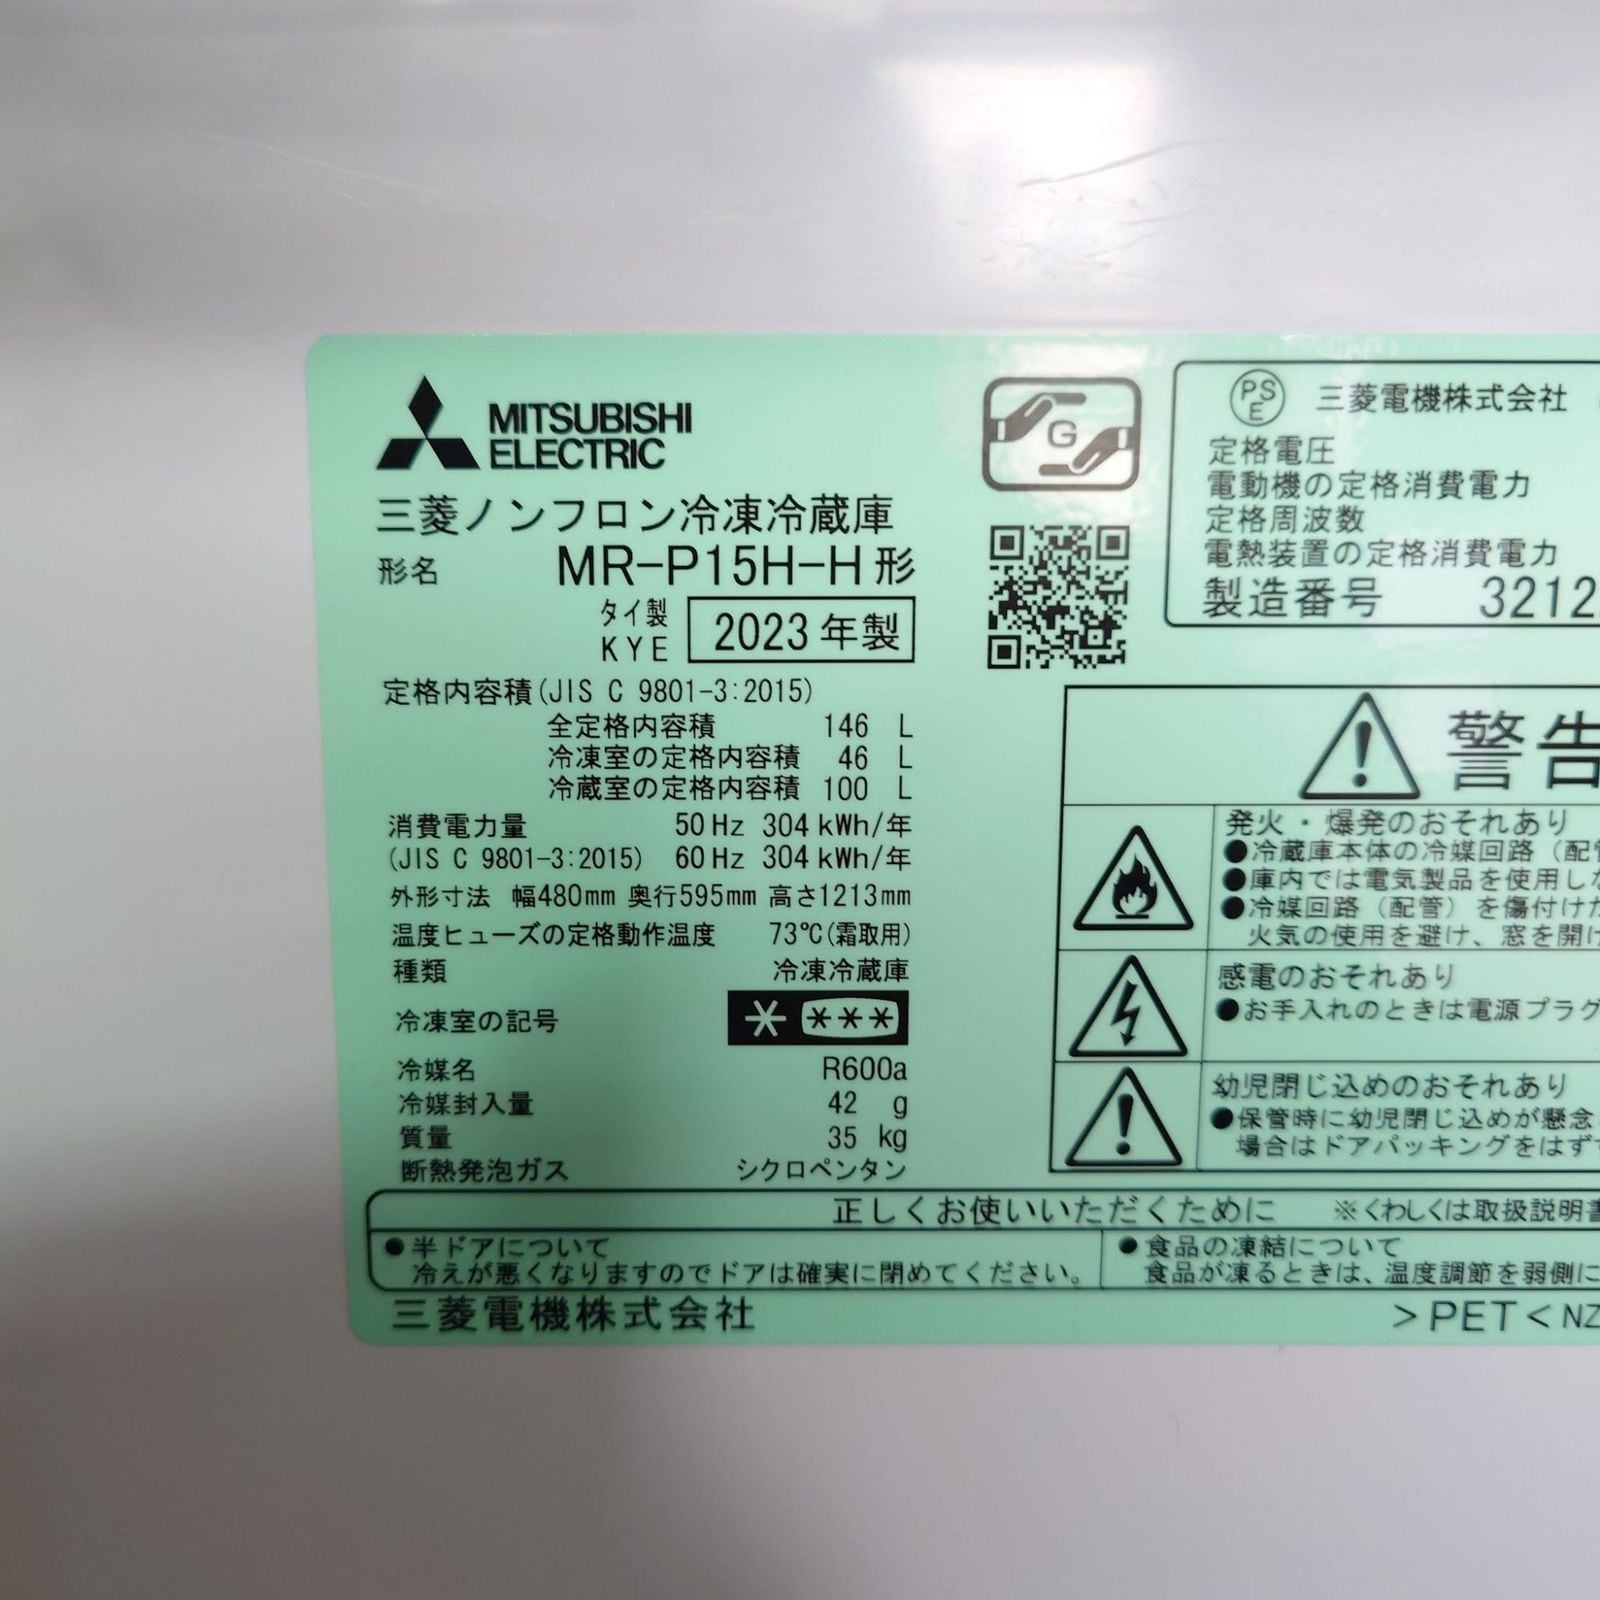 MITSUBISHI
ELECTRIC
三菱ノンフロン冷凍冷蔵庫
形名 MR-P15H-H形
タイ製
KYE 2023年製
定格内容積(JIS C 9801-3:2015)
全定格内容積 146 L
冷凍室の定格内容積 46 L
冷蔵室の定格内容積 100 L
消費電力量 50Hz 304kWh/年
(JIS C 9801-3:2015) 60Hz 304kWh/年
外形寸法 幅480mm 奥行595mm 高さ1213mm
温度ヒューズの定格動作温度 73℃(霜取用)
種類 冷凍冷蔵庫
冷凍室の記号
冷媒名 R600a
冷媒封入量 42 g
質量 35 kg
断熱発泡ガス シクロペンタン
G
PSE 三菱電機株式会社
定格電圧
電動機の定格消費電力
定格周波数
電熱装置の定格消費電力
製造番号 3212
警告
発火・爆発のおそれあり
●冷蔵庫本体の冷媒回路（配管
●庫内では電気製品を使用しな
●冷媒回路（配管）を傷付けた
火気の使用を避け、窓を開け
感電のおそれあり
●お手入れのときは電源プラグ
幼児閉じ込めのおそれあり
●保管時に幼児閉じ込めが懸念
場合はドアパッキングをはず
正しくお使いいただくために ※くわしくは取扱説明書
●半ドアについて
冷えが悪くなりますのでドアは確実に閉めてください。
●食品の凍結について
食品が凍るときは、温度調節を弱側に
三菱電機株式会社 >PET< NZ